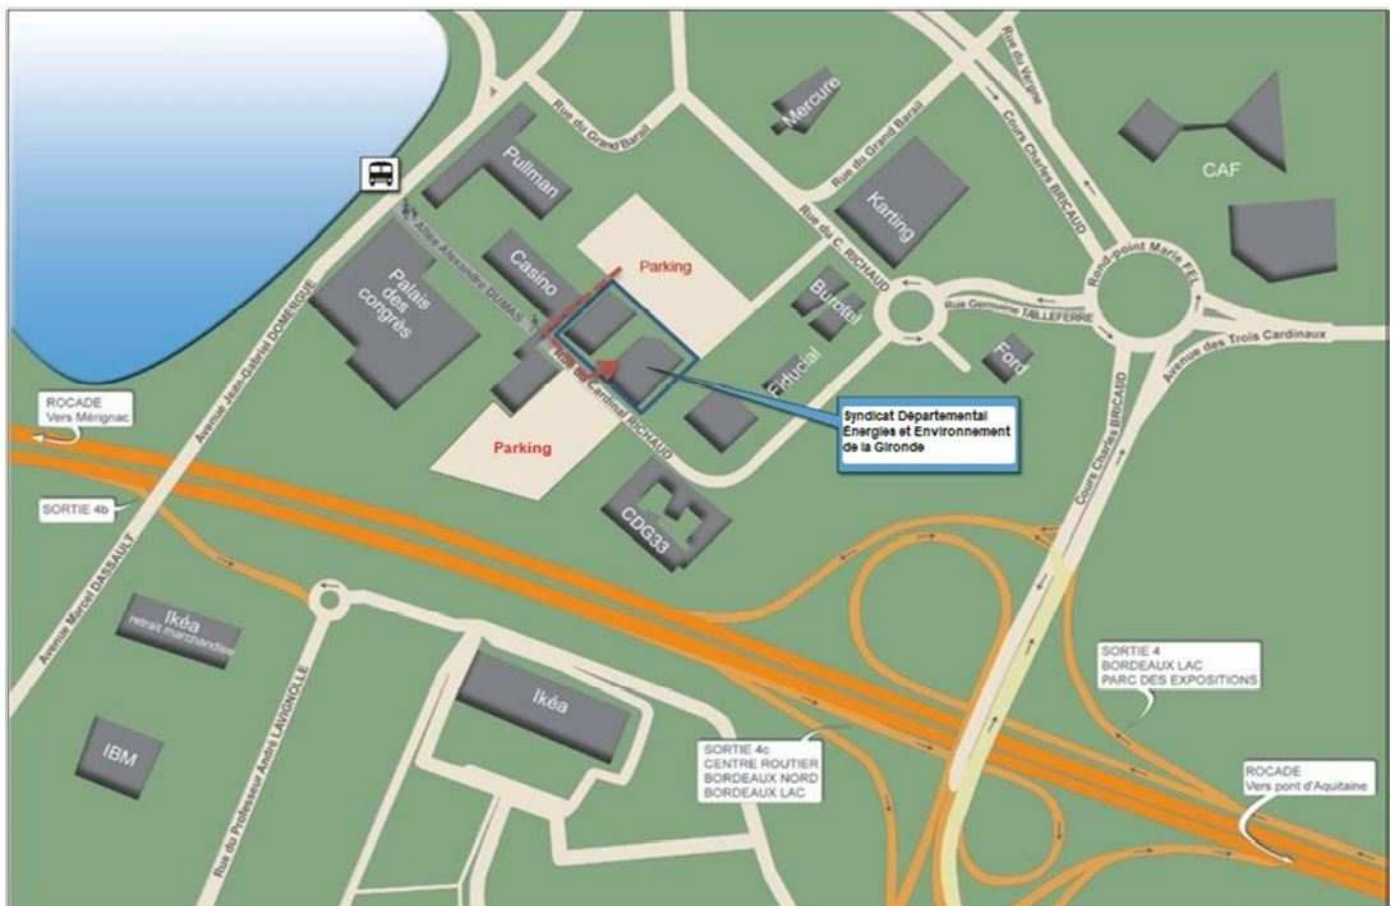 Rue du Vergne
Mercure
Rue du Grand Barail
Rue du Grand Barail
Cours Charles BRICAUD
CAF
Pullman
Karting
Rue du C. RICHAUD
Allée Alexandre DUMAS
Casino
Parking
Rond-point Marie FEL
Palais
des
congrès
Burotel
Rue Germaine TAILLEFERRE
Avenue Jean-Gabriel DOMERGUE
Ford
Avenue des Trois Cardinaux
Fiducial
Rue du Cardinal RICHAUD
ROCADE
Vers Mérignac
Syndicat Départemental
Energies et Environnement
de la Gironde
Parking
Cours Charles BRICAUD
SORTIE 4b
CDG33
Avenue Marcel DASSAULT
Ikéa
retrait marchandise
SORTIE 4
BORDEAUX LAC
PARC DES EXPOSITIONS
Ikéa
Rue du Professeur André LAVIGNOLLE
IBM
SORTIE 4c
CENTRE ROUTIER
BORDEAUX NORD
BORDEAUX LAC
ROCADE
Vers pont d'Aquitaine